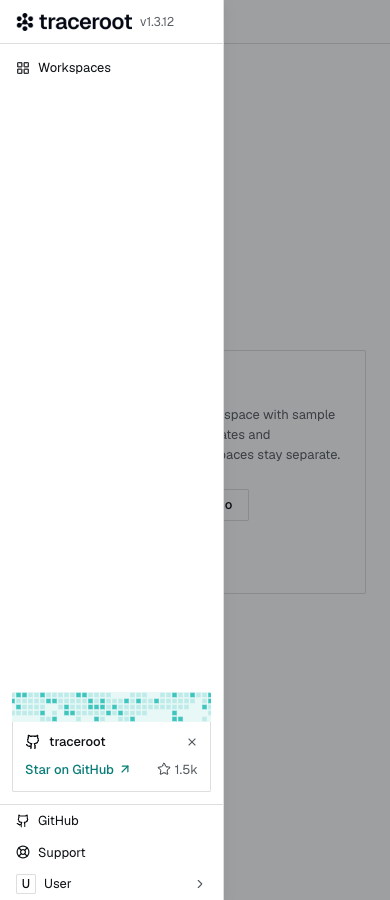 traceroot v1.3.12
Workspaces
space with sample
ates and
paces stay separate.
o
traceroot
Star on GitHub 1.5k
GitHub
Support
U User